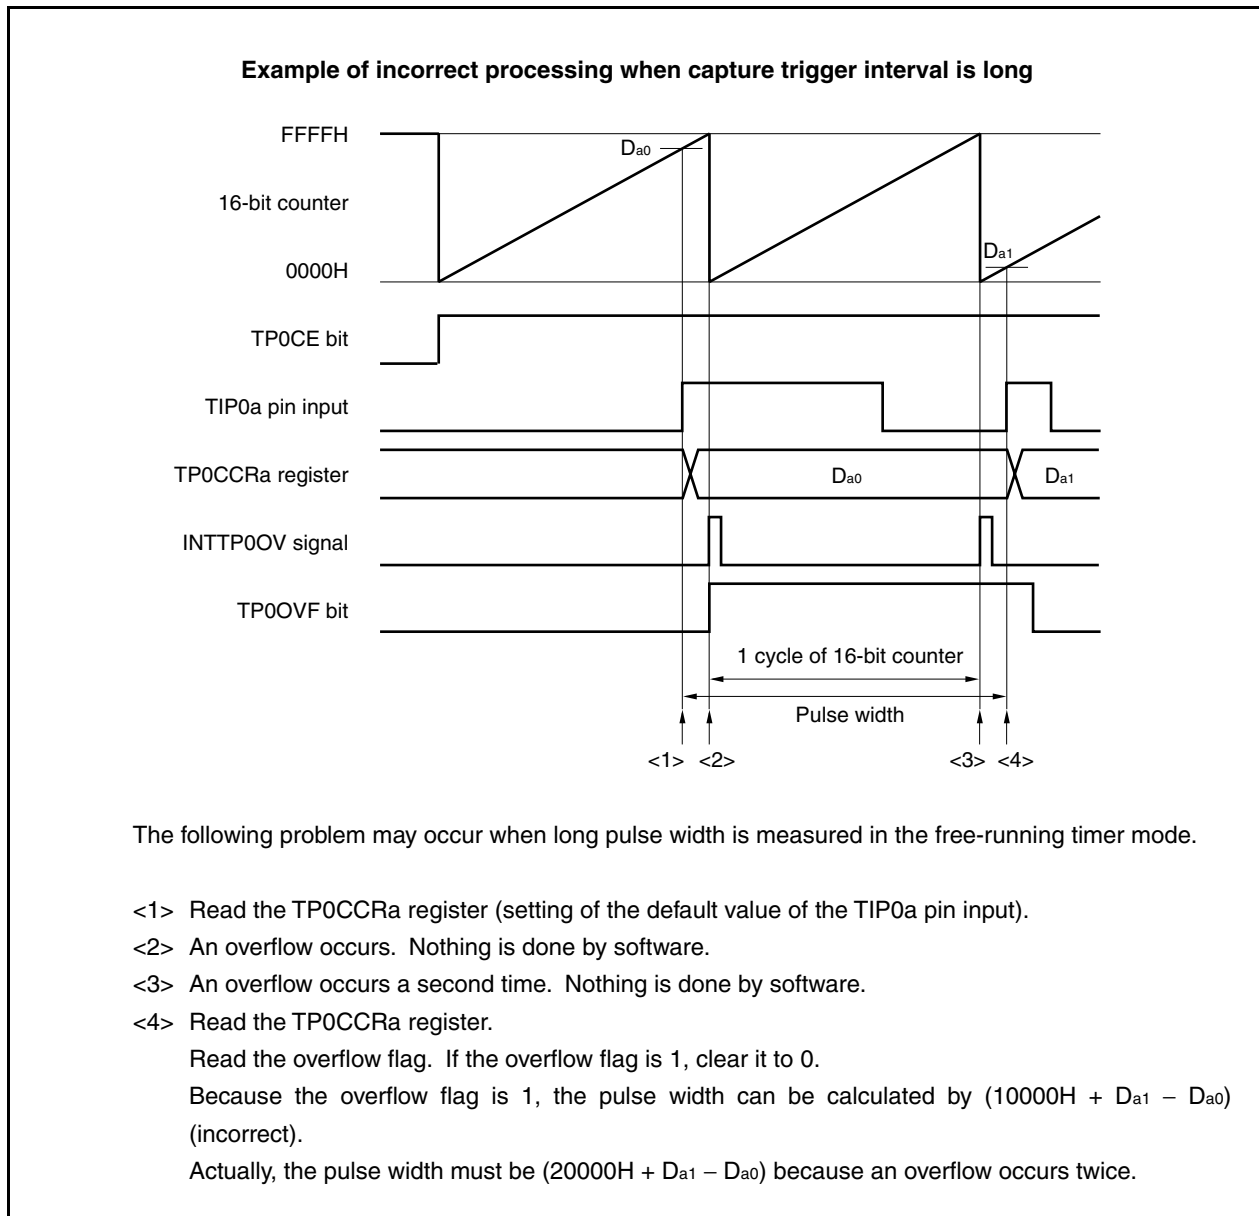 Example of incorrect processing when capture trigger interval is long
FFFFH
Da0
16-bit counter
Da1
0000H
TP0CE bit
TIP0a pin input
TP0CCRa register
Da0
Da1
INTTP0OV signal
TP0OVF bit
1 cycle of 16-bit counter
Pulse width
<1> <2> <3> <4>
The following problem may occur when long pulse width is measured in the free-running timer mode.
<1> Read the TP0CCRa register (setting of the default value of the TIP0a pin input).
<2> An overflow occurs. Nothing is done by software.
<3> An overflow occurs a second time. Nothing is done by software.
<4> Read the TP0CCRa register.
Read the overflow flag. If the overflow flag is 1, clear it to 0.
Because the overflow flag is 1, the pulse width can be calculated by (10000H + Da1 − Da0)
(incorrect).
Actually, the pulse width must be (20000H + Da1 − Da0) because an overflow occurs twice.